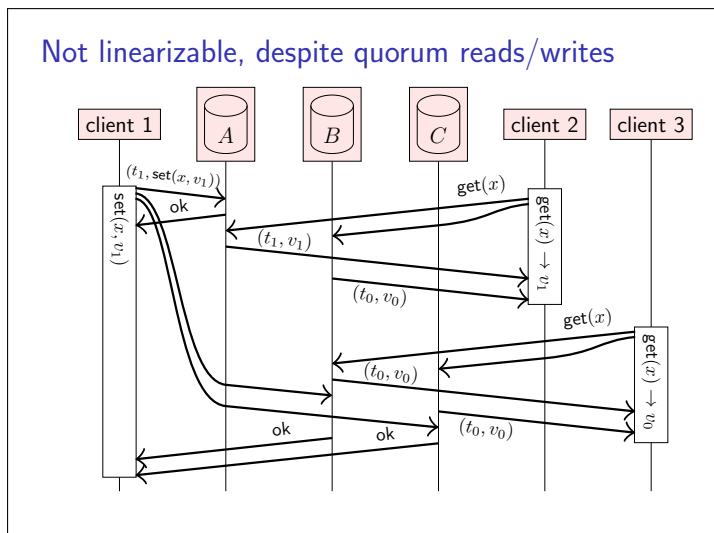 Not linearizable, despite quorum reads/writes
client 1
A
B
C
client 2
client 3
(t₁, set(x, v₁))
get(x)
ok
set(x, v₁)
get(x) → v₁
(t₁, v₁)
(t₀, v₀)
get(x)
(t₀, v₀)
get(x) → v₀
ok
ok
(t₀, v₀)